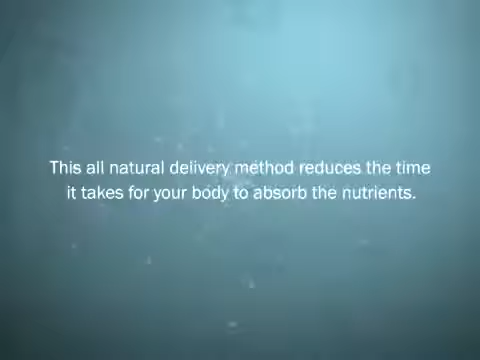 This all natural delivery method reduces the time
it takes for your body to absorb the nutrients.